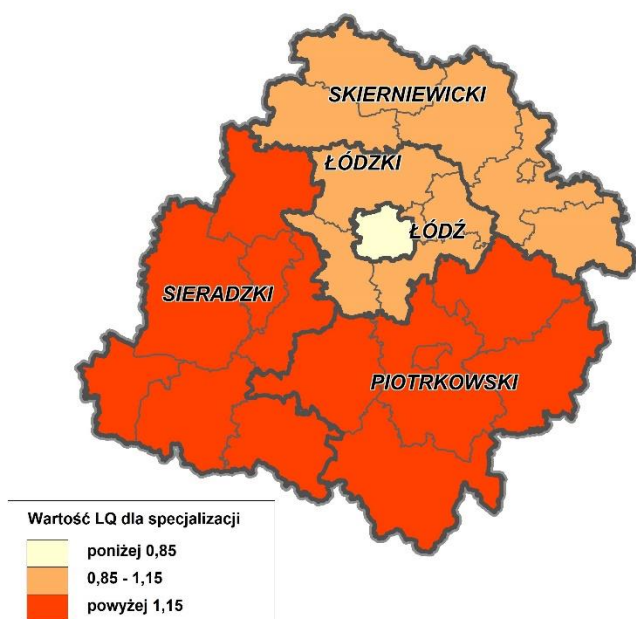 SKIERNIEWICKI
ŁÓDZKI
ŁÓDŹ
SIERADZKI
PIOTRKOWSKI
Wartość LQ dla specjalizacji
poniżej 0,85
0,85 - 1,15
powyżej 1,15